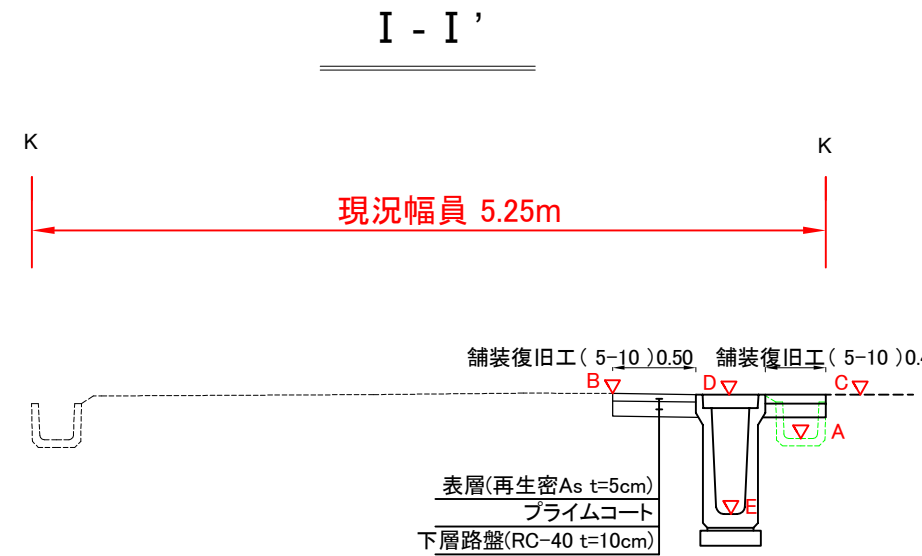 I - I '
K
K
現況幅員 5.25m
舗装復旧工( 5-10 )0.50
舗装復旧工( 5-10 )0.4
B
D
C
A
E
表層(再生密As t=5cm)
プライムコート
下層路盤(RC-40 t=10cm)